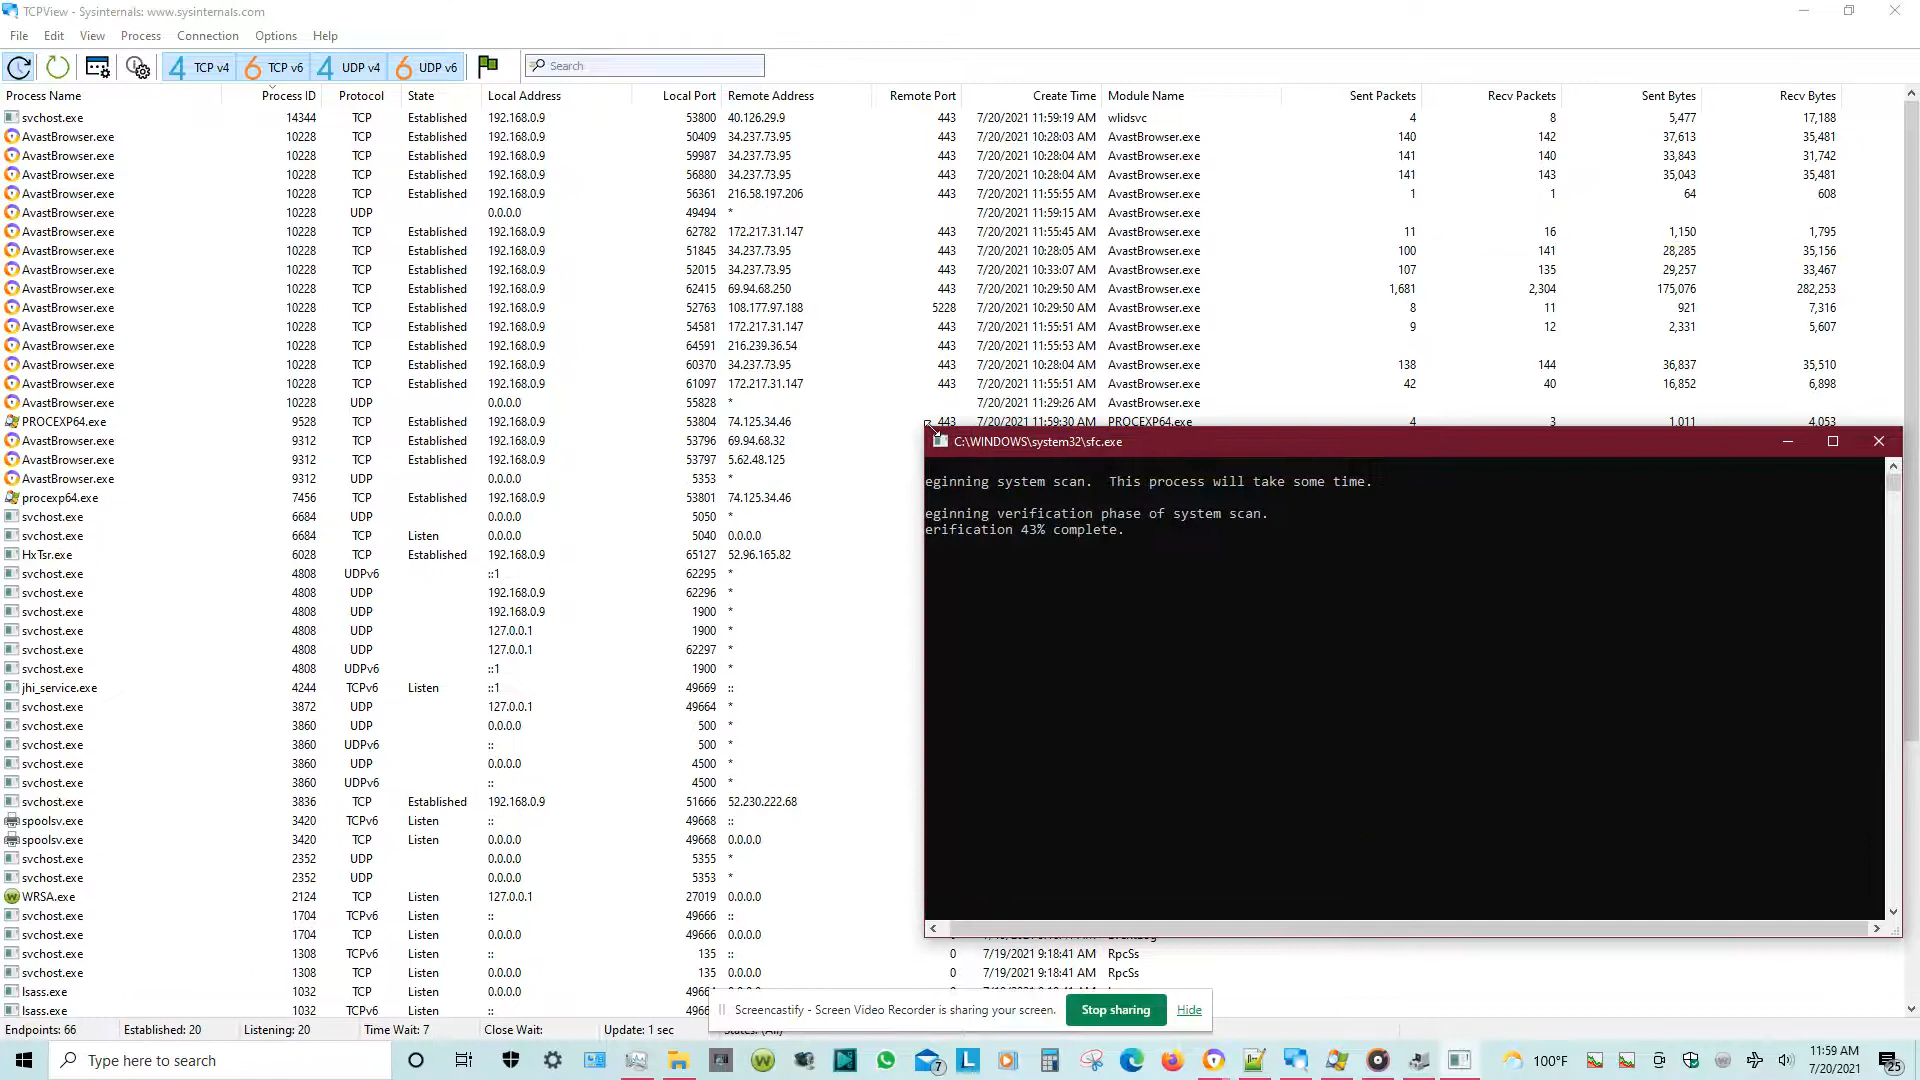 TCPView - Sysinternals: www.sysinternals.com
File Edit View Process Connection Options Help
4 TCP v4 6 TCP v6 4 UDP v4 6 UDP v6 Search
Process Name Process ID Protocol State Local Address Local Port Remote Address Remote Port Create Time Module Name Sent Packets Recv Packets Sent Bytes Recv Bytes
svchost.exe 14344 TCP Established 192.168.0.9 53800 40.126.29.9 443 7/20/2021 11:59:19 AM wlidsvc 4 8 5,477 17,188
AvastBrowser.exe 10228 TCP Established 192.168.0.9 50409 34.237.73.95 443 7/20/2021 10:28:03 AM AvastBrowser.exe 140 142 37,613 35,481
AvastBrowser.exe 10228 TCP Established 192.168.0.9 59987 34.237.73.95 443 7/20/2021 10:28:04 AM AvastBrowser.exe 141 140 33,843 31,742
AvastBrowser.exe 10228 TCP Established 192.168.0.9 56880 34.237.73.95 443 7/20/2021 10:28:04 AM AvastBrowser.exe 141 143 35,043 35,481
AvastBrowser.exe 10228 TCP Established 192.168.0.9 56361 216.58.197.206 443 7/20/2021 11:55:55 AM AvastBrowser.exe 1 1 64 608
AvastBrowser.exe 10228 UDP 0.0.0.0 49494 * 7/20/2021 11:59:15 AM AvastBrowser.exe
AvastBrowser.exe 10228 TCP Established 192.168.0.9 62782 172.217.31.147 443 7/20/2021 11:55:45 AM AvastBrowser.exe 11 16 1,150 1,795
AvastBrowser.exe 10228 TCP Established 192.168.0.9 51845 34.237.73.95 443 7/20/2021 10:28:05 AM AvastBrowser.exe 100 141 28,285 35,156
AvastBrowser.exe 10228 TCP Established 192.168.0.9 52015 34.237.73.95 443 7/20/2021 10:33:07 AM AvastBrowser.exe 107 135 29,257 33,467
AvastBrowser.exe 10228 TCP Established 192.168.0.9 62415 69.94.68.250 443 7/20/2021 10:29:50 AM AvastBrowser.exe 1,681 2,304 175,076 282,253
AvastBrowser.exe 10228 TCP Established 192.168.0.9 52763 108.177.97.188 5228 7/20/2021 10:29:50 AM AvastBrowser.exe 8 11 921 7,316
AvastBrowser.exe 10228 TCP Established 192.168.0.9 54581 172.217.31.147 443 7/20/2021 11:55:51 AM AvastBrowser.exe 9 12 2,331 5,607
AvastBrowser.exe 10228 TCP Established 192.168.0.9 64591 216.239.36.54 443 7/20/2021 11:55:53 AM AvastBrowser.exe
AvastBrowser.exe 10228 TCP Established 192.168.0.9 60370 34.237.73.95 443 7/20/2021 10:28:04 AM AvastBrowser.exe 138 144 36,837 35,510
AvastBrowser.exe 10228 TCP Established 192.168.0.9 61097 172.217.31.147 443 7/20/2021 11:55:51 AM AvastBrowser.exe 42 40 16,852 6,898
AvastBrowser.exe 10228 UDP 0.0.0.0 55828 * 7/20/2021 11:29:26 AM AvastBrowser.exe
PROCEXP64.exe 9528 TCP Established 192.168.0.9 53804 74.125.34.46 443 7/20/2021 11:59:30 AM PROCEXP64.exe 4 3 1,011 4,053
AvastBrowser.exe 9312 TCP Established 192.168.0.9 53796 69.94.68.32
AvastBrowser.exe 9312 TCP Established 192.168.0.9 53797 5.62.48.125
AvastBrowser.exe 9312 UDP 0.0.0.0 5353 *
procexp64.exe 7456 TCP Established 192.168.0.9 53801 74.125.34.46
svchost.exe 6684 UDP 0.0.0.0 5050 *
svchost.exe 6684 TCP Listen 0.0.0.0 5040 0.0.0.0
HxTsr.exe 6028 TCP Established 192.168.0.9 65127 52.96.165.82
svchost.exe 4808 UDPv6 ::1 62295 *
svchost.exe 4808 UDP 192.168.0.9 62296 *
svchost.exe 4808 UDP 192.168.0.9 1900 *
svchost.exe 4808 UDP 127.0.0.1 1900 *
svchost.exe 4808 UDP 127.0.0.1 62297 *
svchost.exe 4808 UDPv6 ::1 1900 *
jhi_service.exe 4244 TCPv6 Listen ::1 49669 ::
svchost.exe 3872 UDP 127.0.0.1 49664 *
svchost.exe 3860 UDP 0.0.0.0 500 *
svchost.exe 3860 UDPv6 :: 500 *
svchost.exe 3860 UDP 0.0.0.0 4500 *
svchost.exe 3860 UDPv6 :: 4500 *
svchost.exe 3836 TCP Established 192.168.0.9 51666 52.230.222.68
spoolsv.exe 3420 TCPv6 Listen :: 49668 ::
spoolsv.exe 3420 TCP Listen 0.0.0.0 49668 0.0.0.0
svchost.exe 2352 UDP 0.0.0.0 5355 *
svchost.exe 2352 UDP 0.0.0.0 5353 *
WRSA.exe 2124 TCP Listen 127.0.0.1 27019 0.0.0.0
svchost.exe 1704 TCPv6 Listen :: 49666 ::
svchost.exe 1704 TCP Listen 0.0.0.0 49666 0.0.0.0
svchost.exe 1308 TCPv6 Listen :: 135 :: 0 7/19/2021 9:18:41 AM RpcSs
svchost.exe 1308 TCP Listen 0.0.0.0 135 0.0.0.0 0 7/19/2021 9:18:41 AM RpcSs
lsass.exe 1032 TCP Listen 0.0.0.0
lsass.exe 1032 TCPv6 Listen ::
C:\WINDOWS\system32\sfc.exe
eginning system scan. This process will take some time.
eginning verification phase of system scan.
erification 43% complete.
Screencastify - Screen Video Recorder is sharing your screen. Stop sharing Hide
Endpoints: 66 Established: 20 Listening: 20 Time Wait: 7 Close Wait: Update: 1 sec States: (All)
Type here to search 7 100°F 11:59 AM
7/20/2021 25